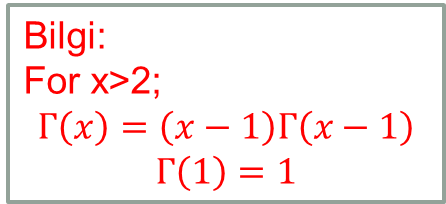 Bilgi:
For x>2;
Γ(𝑥) = (𝑥 − 1)Γ(𝑥 − 1)
Γ(1) = 1